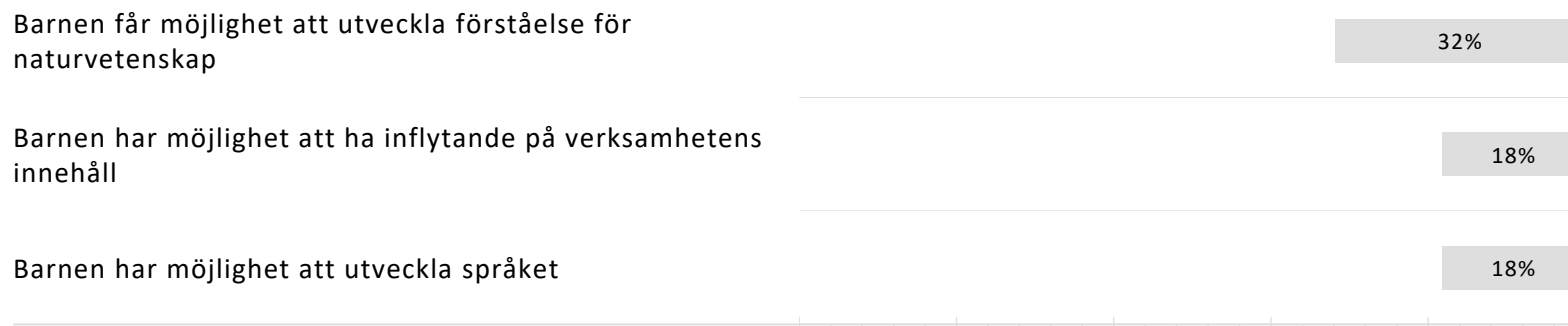 Barnen får möjlighet att utveckla förståelse för
naturvetenskap
32%
Barnen har möjlighet att ha inflytande på verksamhetens
innehåll
18%
Barnen har möjlighet att utveckla språket
18%